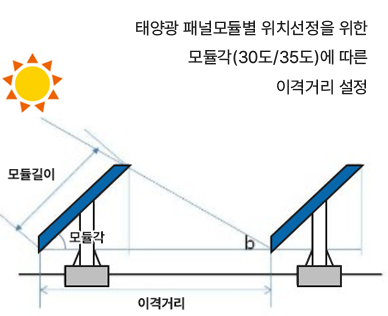 태양광 패널모듈별 위치선정을 위한
모듈각(30도/35도)에 따른
이격거리 설정
모듈길이
모듈각
b
이격거리